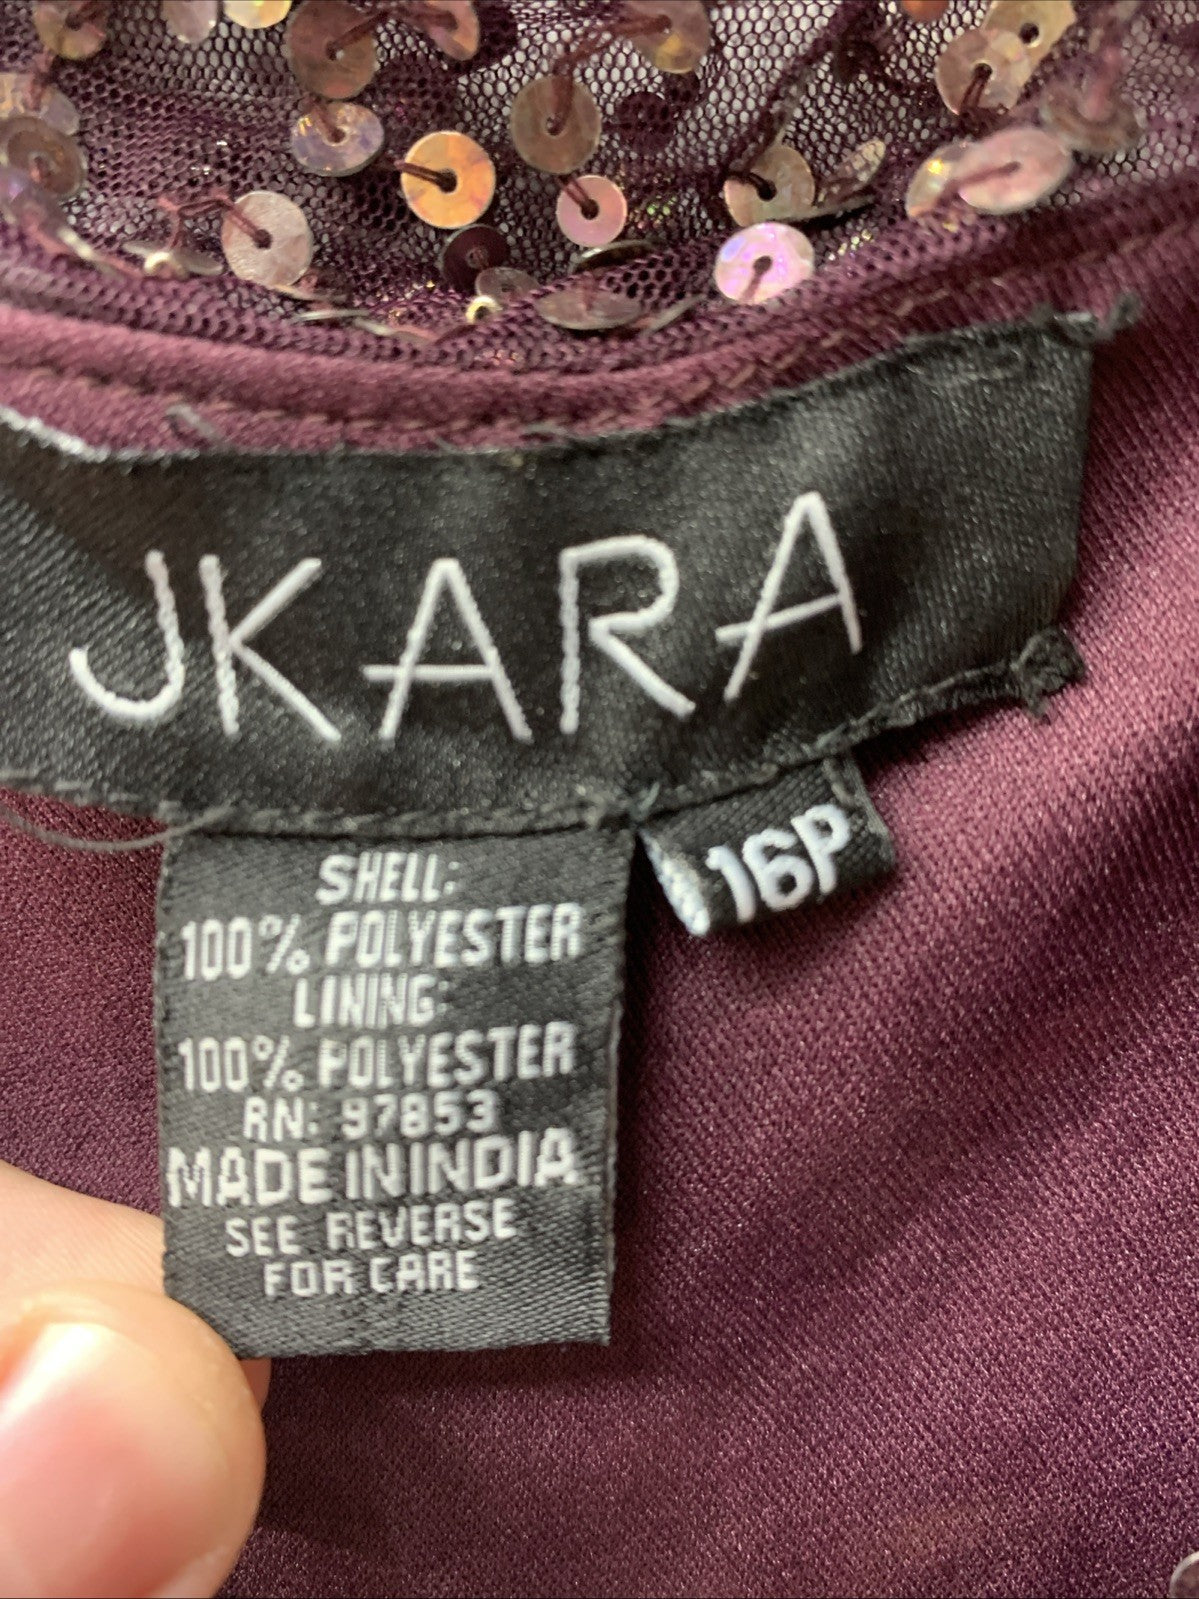 JKARA
16P
SHELL:
100% POLYESTER
LINING:
100% POLYESTER
RN: 97853
MADE IN INDIA
SEE REVERSE
FOR CARE